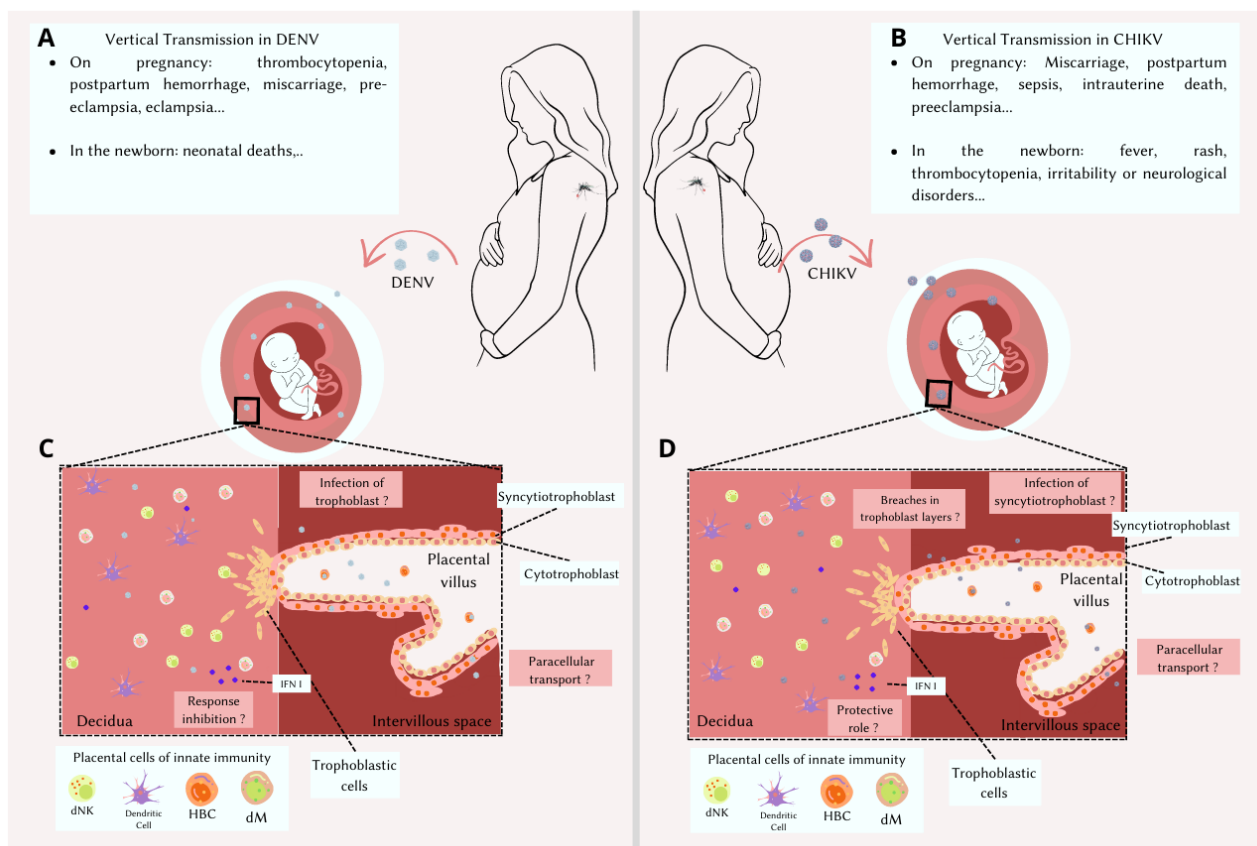 A
Vertical Transmission in DENV
• On pregnancy: thrombocytopenia,
postpartum hemorrhage, miscarriage, pre-
eclampsia, eclampsia...
• In the newborn: neonatal deaths,..
DENV
B
Vertical Transmission in CHIKV
• On pregnancy: Miscarriage, postpartum
hemorrhage, sepsis, intrauterine death,
preeclampsia...
• In the newborn: fever, rash,
thrombocytopenia, irritability or neurological
disorders...
CHIKV
C
Infection of
trophoblast ?
Syncytiotrophoblast
Placental
villus
Cytotrophoblast
Paracellular
transport ?
IFN I
Response
inhibition ?
Decidua
Intervillous space
Trophoblastic
cells
Placental cells of innate immunity
dNK
Dendritic
Cell
HBC
dM
D
Breaches in
trophoblast layers ?
Infection of
syncytiotrophoblast ?
Syncytiotrophoblast
Placental
villus
Cytotrophoblast
Paracellular
transport ?
IFN I
Protective
role ?
Decidua
Intervillous space
Trophoblastic
cells
Placental cells of innate immunity
dNK
Dendritic
Cell
HBC
dM